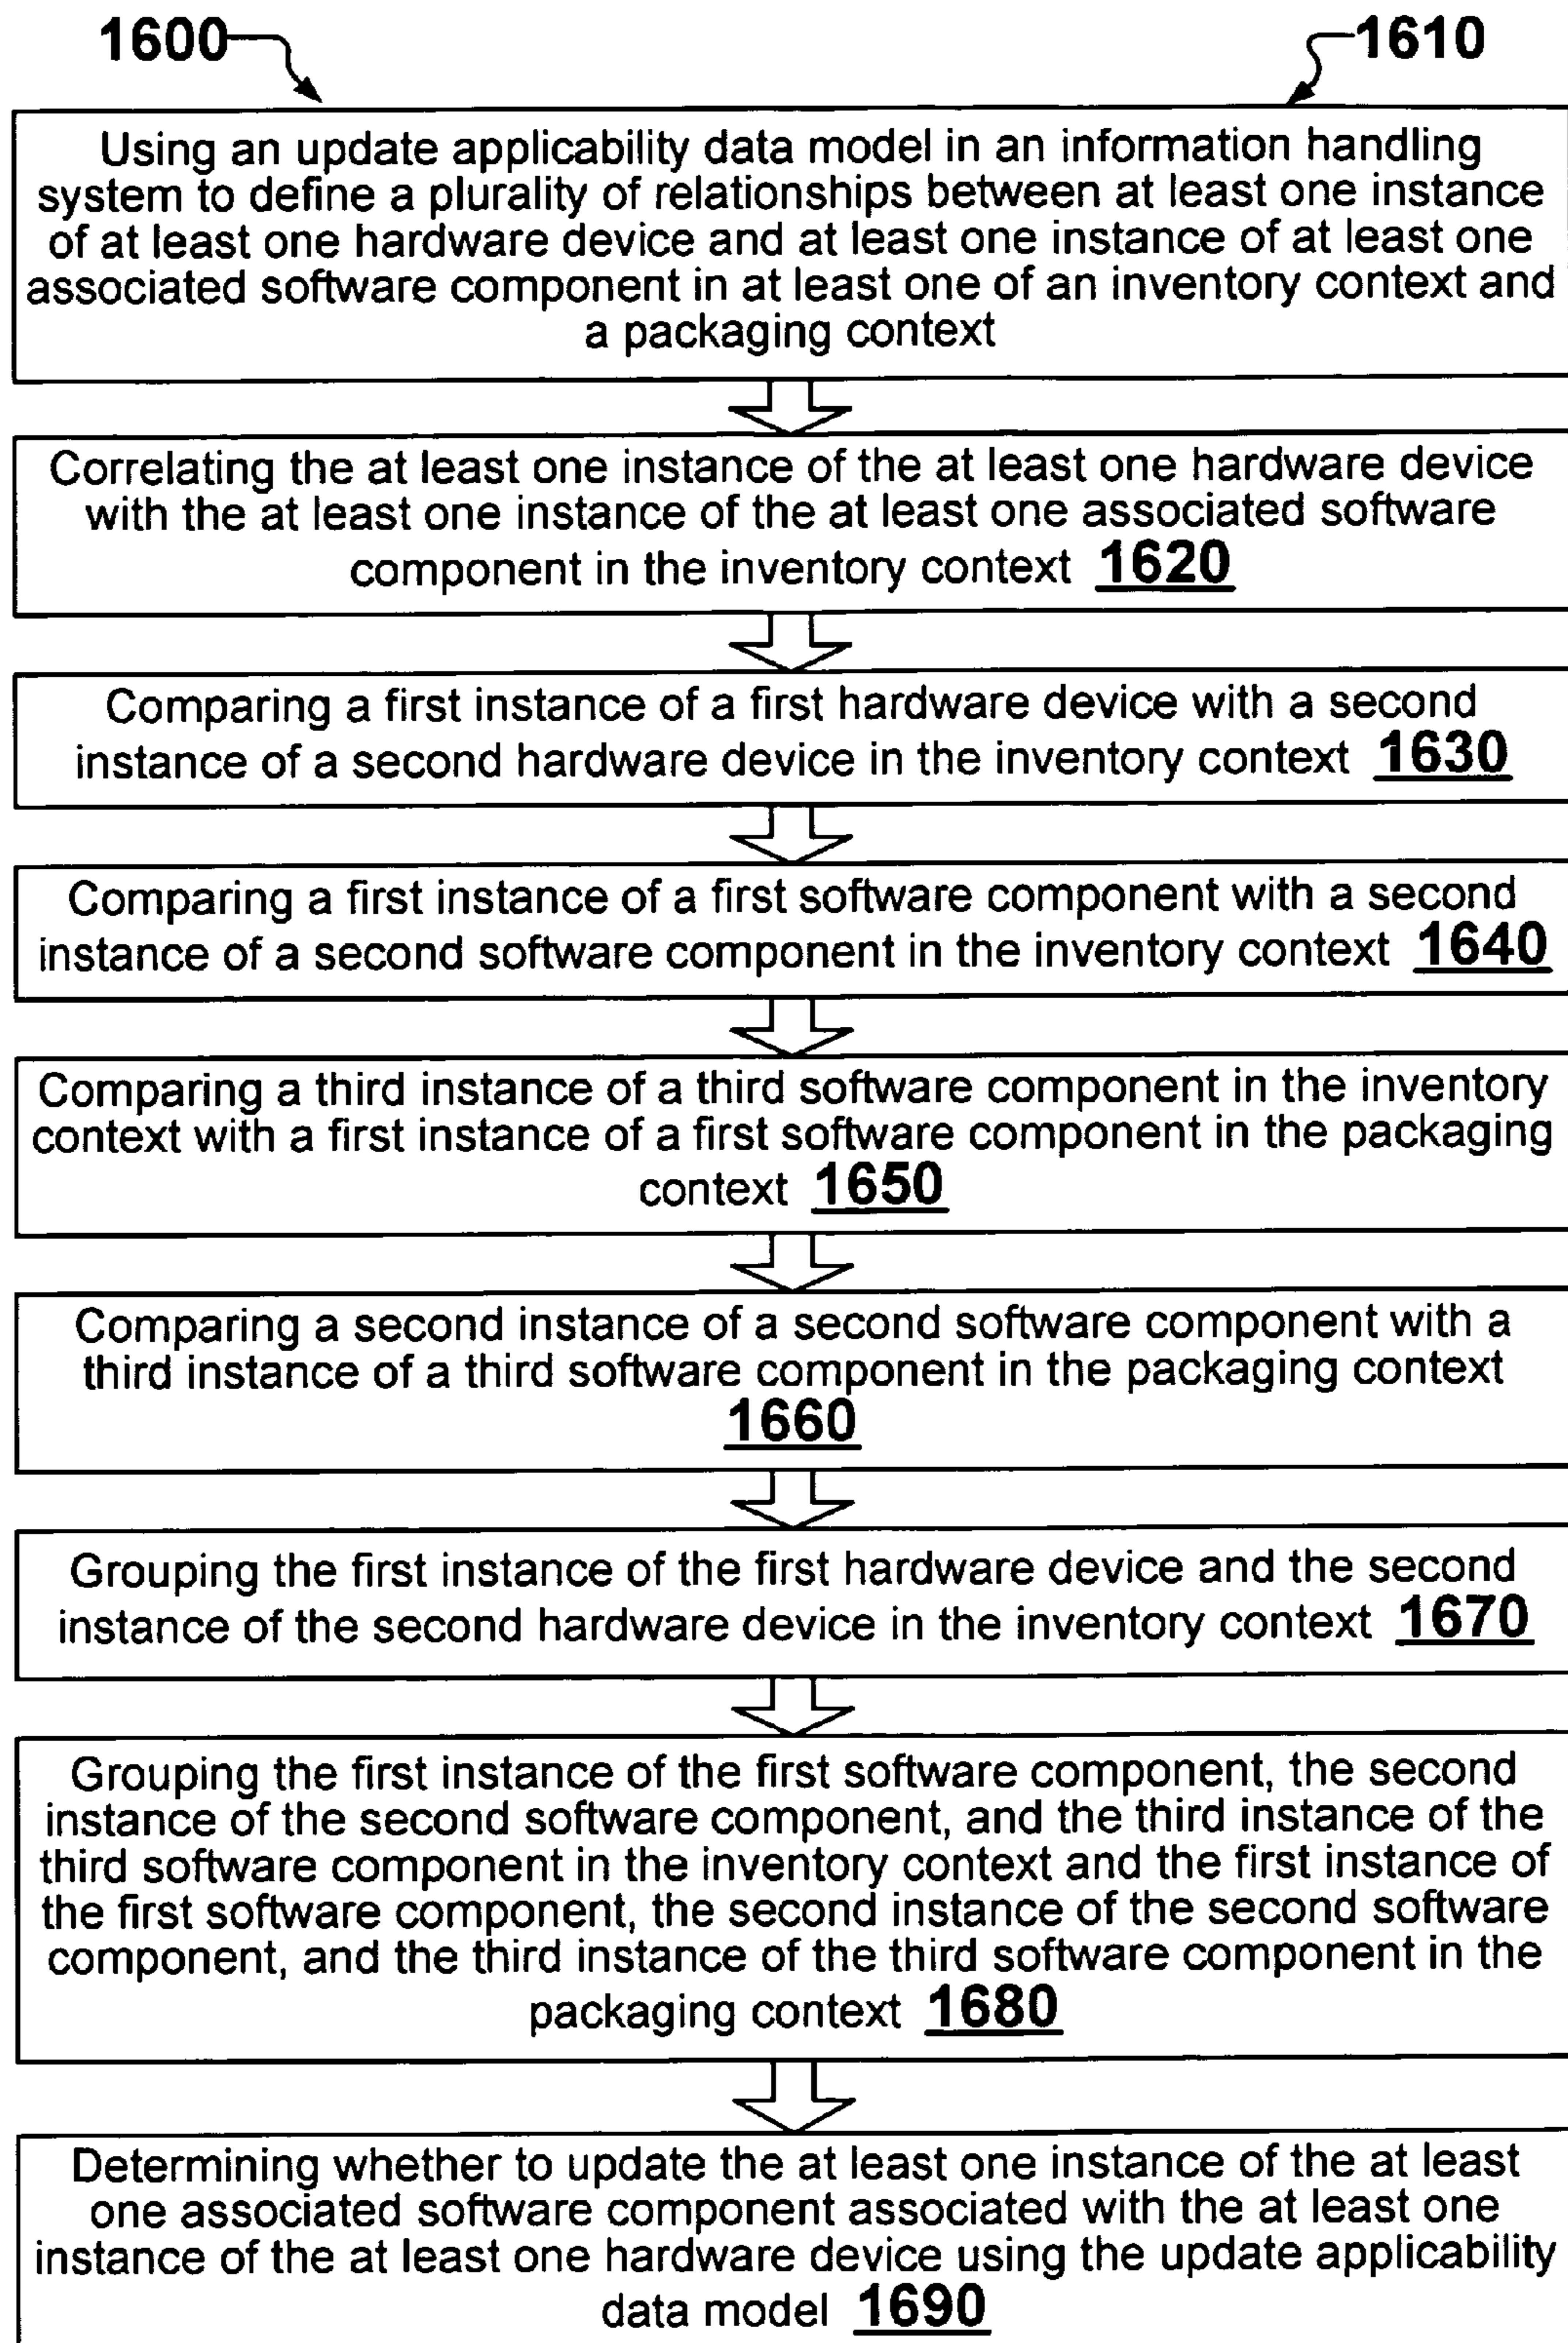 1600
1610
Using an update applicability data model in an information handling
system to define a plurality of relationships between at least one instance
of at least one hardware device and at least one instance of at least one
associated software component in at least one of an inventory context and
a packaging context
Correlating the at least one instance of the at least one hardware device
with the at least one instance of the at least one associated software
component in the inventory context 1620
Comparing a first instance of a first hardware device with a second
instance of a second hardware device in the inventory context 1630
Comparing a first instance of a first software component with a second
instance of a second software component in the inventory context 1640
Comparing a third instance of a third software component in the inventory
context with a first instance of a first software component in the packaging
context 1650
Comparing a second instance of a second software component with a
third instance of a third software component in the packaging context
1660
Grouping the first instance of the first hardware device and the second
instance of the second hardware device in the inventory context 1670
Grouping the first instance of the first software component, the second
instance of the second software component, and the third instance of the
third software component in the inventory context and the first instance of
the first software component, the second instance of the second software
component, and the third instance of the third software component in the
packaging context 1680
Determining whether to update the at least one instance of the at least
one associated software component associated with the at least one
instance of the at least one hardware device using the update applicability
data model 1690